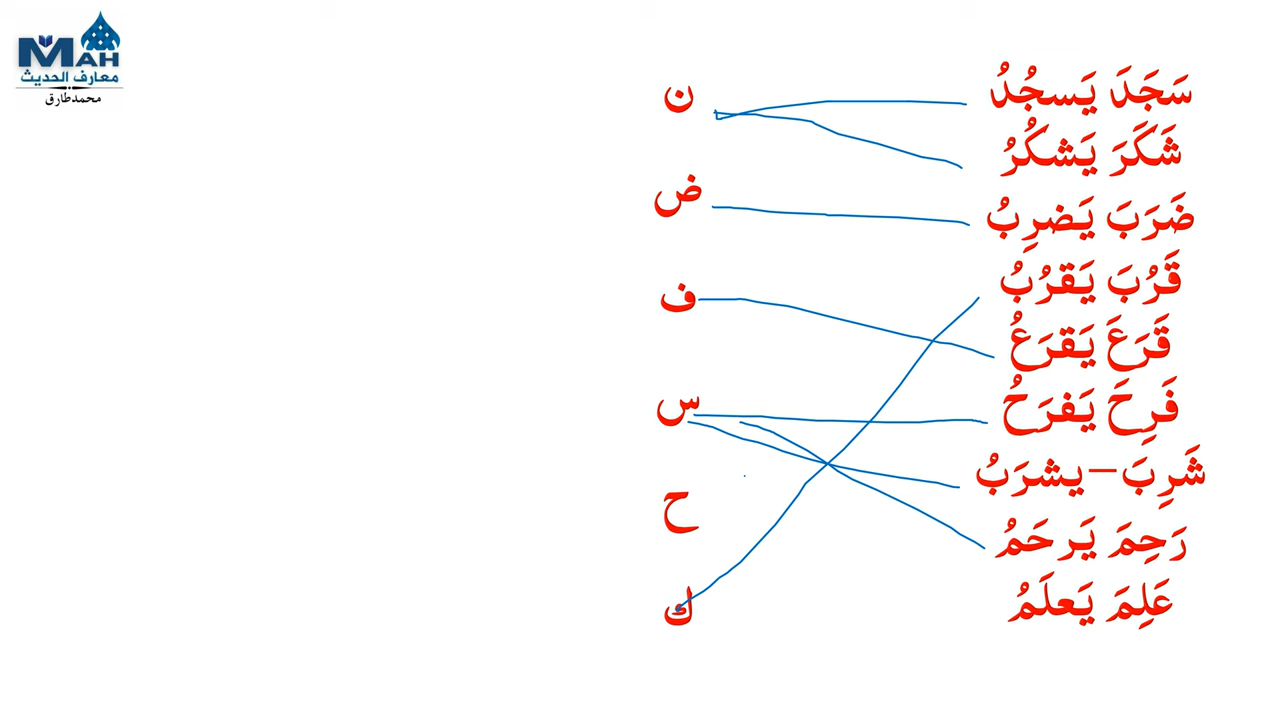 MAH
معارف الحديث
محمد طارق
سَجَدَ يَسجُدُ
شَكَرَ يَشكُرُ
ضَرَبَ يَضرِبُ
قَرُبَ يَقرُبُ
قَرَعَ يَقرَعُ
فَرِحَ يَفرَحُ
شَرِبَ – يشرَبُ
رَحِمَ يَرحَمُ
عَلِمَ يَعلَمُ
ن
ض
ف
س
ح
ك